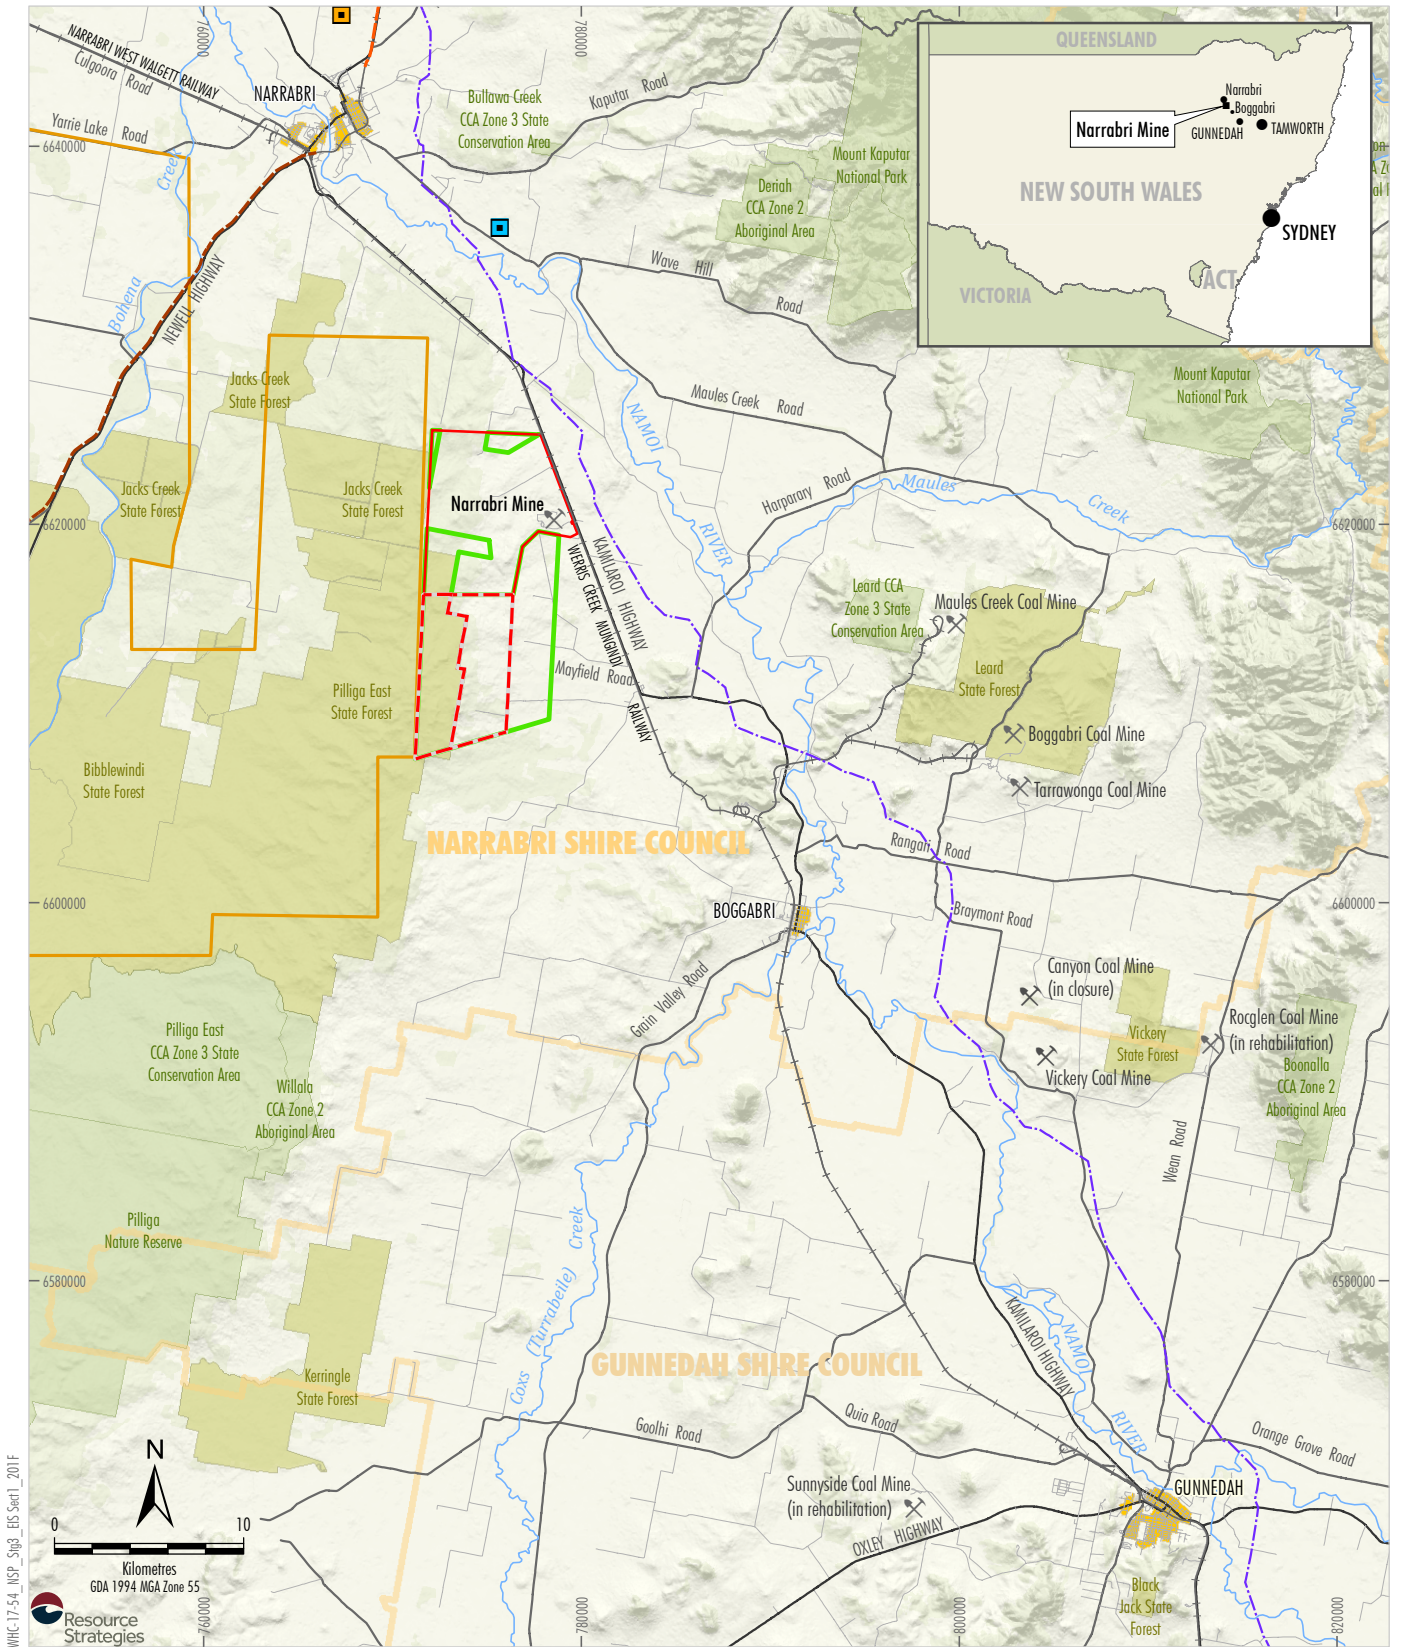 760000
780000
NARRABRI WEST WALGETT RAILWAY
Culgoora Road
Yarrie Lake Road
NARRABRI
6640000
Creek
Bohena
NEWELL HIGHWAY
Bullawa Creek
CCA Zone 3 State
Conservation Area
Kaputar Road
Mount Kaputar
National Park
Deriah
CCA Zone 2
Aboriginal Area
Wave Hill
Road
QUEENSLAND
Narrabri
Boggabri
Narrabri Mine
GUNNEDAH
TAMWORTH
NEW SOUTH WALES
SYDNEY
ACT
VICTORIA
Mount Kaputar
National Park
Jacks Creek
State Forest
Maules Creek Road
NAMOI
RIVER
Jacks Creek
State Forest
Jacks Creek
State Forest
Narrabri Mine
Harparary Road
Maules
Creek
6620000
6620000
KAMILAROI HIGHWAY
WERRIS CREEK MUNGINDI
RAILWAY
Leard CCA
Zone 3 State
Conservation Area
Maules Creek Coal Mine
Leard
State Forest
Mayfield Road
Pilliga East
State Forest
Boggabri Coal Mine
Bibblewindi
State Forest
Tarrawonga Coal Mine
NARRABRI SHIRE COUNCIL
Rangari Road
6600000
6600000
BOGGABRI
Braymont Road
Grain Valley Road
Canyon Coal Mine
(in closure)
Pilliga East
CCA Zone 3 State
Conservation Area
Vickery
State Forest
Rocglen Coal Mine
(in rehabilitation)
Vickery Coal Mine
Boonalla
CCA Zone 2
Aboriginal Area
Willala
CCA Zone 2
Aboriginal Area
Wean Road
Pilliga
Nature Reserve
Coxs (Turrabeile) Creek
6580000
6580000
KAMILAROI HIGHWAY
NAMOI
RIVER
GUNNEDAH SHIRE COUNCIL
Kerringle
State Forest
Goolhi Road
Quia Road
Orange Grove Road
Sunnyside Coal Mine
(in rehabilitation)
GUNNEDAH
OXLEY HIGHWAY
Black
Jack State
Forest
N
0 10
Kilometres
GDA 1994 MGA Zone 55
Resource
Strategies
760000
780000
800000
820000
WHC-17-54_NSP_Stg3_EIS Sect1_201F